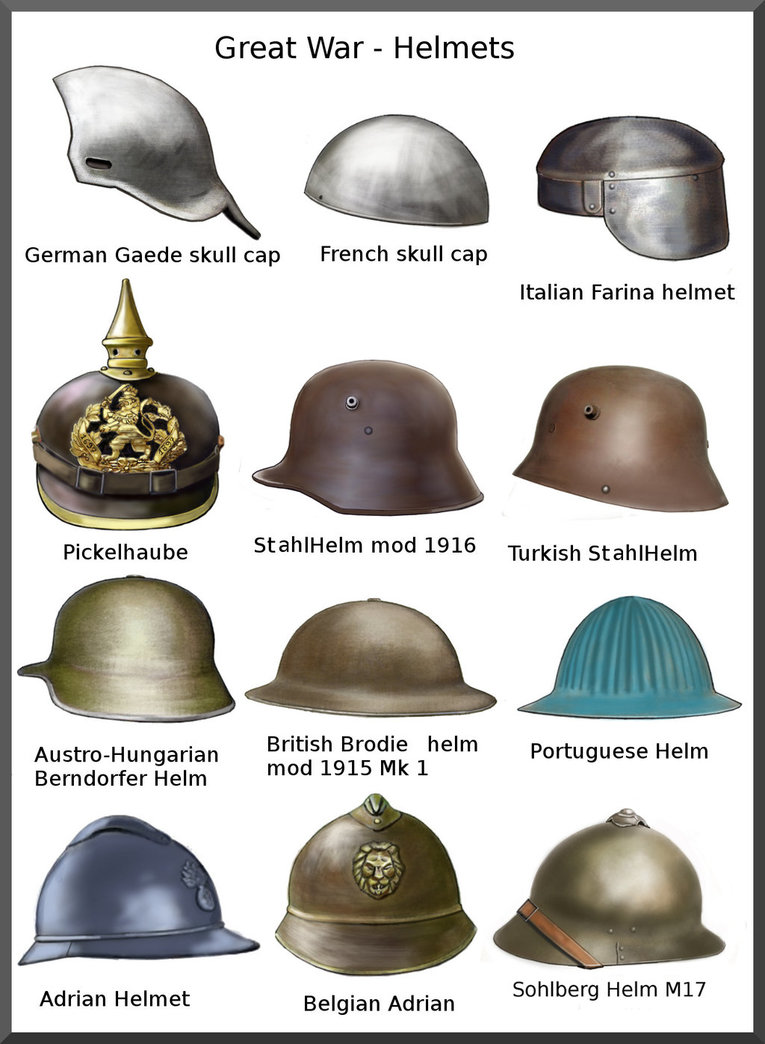 Great War - Helmets
German Gaede skull cap
French skull cap
Italian Farina helmet
Pickelhaube
StahlHelm mod 1916
Turkish StahlHelm
Austro-Hungarian
Berndorfer Helm
British Brodie helm
mod 1915 Mk 1
Portuguese Helm
Adrian Helmet
Belgian Adrian
Sohlberg Helm M17